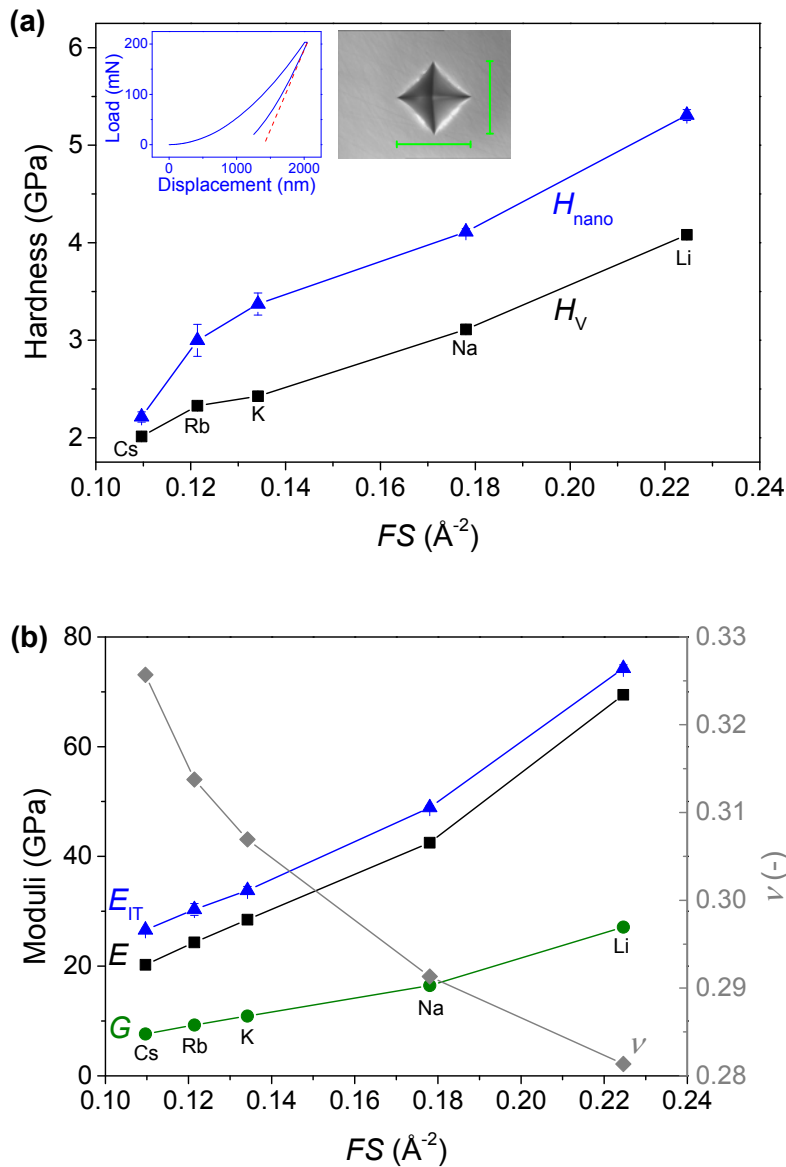 (a)
6
5
4
3
2
Hardness (GPa)
200
100
0
Load (mN)
0 1000 2000
Displacement (nm)
H_nano
H_V
Cs
Rb
K
Na
Li
0.10 0.12 0.14 0.16 0.18 0.20 0.22 0.24
FS (Å⁻²)
(b)
80
60
40
20
0
Moduli (GPa)
E_IT
E
G
Cs
Rb
K
Na
Li
ν
0.33
0.32
0.31
0.30
0.29
0.28
ν (-)
0.10 0.12 0.14 0.16 0.18 0.20 0.22 0.24
FS (Å⁻²)